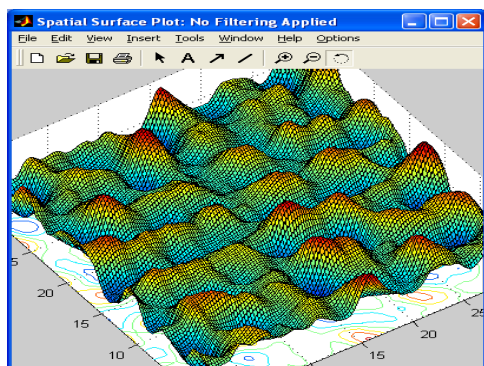 Spatial Surface Plot: No Filtering Applied
File Edit View Insert Tools Window Help Options
A
25
20
15
10
15
20
25